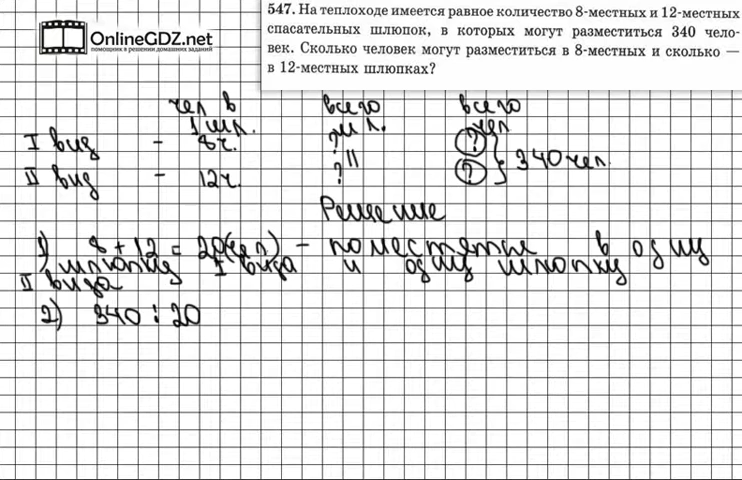 547. На теплоходе имеется равное количество 8-местных и 12-местных
спасательных шлюпок, в которых могут разместиться 340 чело-
век. Сколько человек могут разместиться в 8-местных и сколько —
в 12-местных шлюпках?
OnlineGDZ.net
помощник в решении домашних заданий
чел в всего всего
1 шл. шл. чел
I вид - 8ч. ? ?
" } 340 чел.
II вид - 12ч. ? ?
Решение
1) 8 + 12 = 20(чел) - поместятся в одну
шлюпку I вида и одну шлюпку
II вида
2) 340 : 20